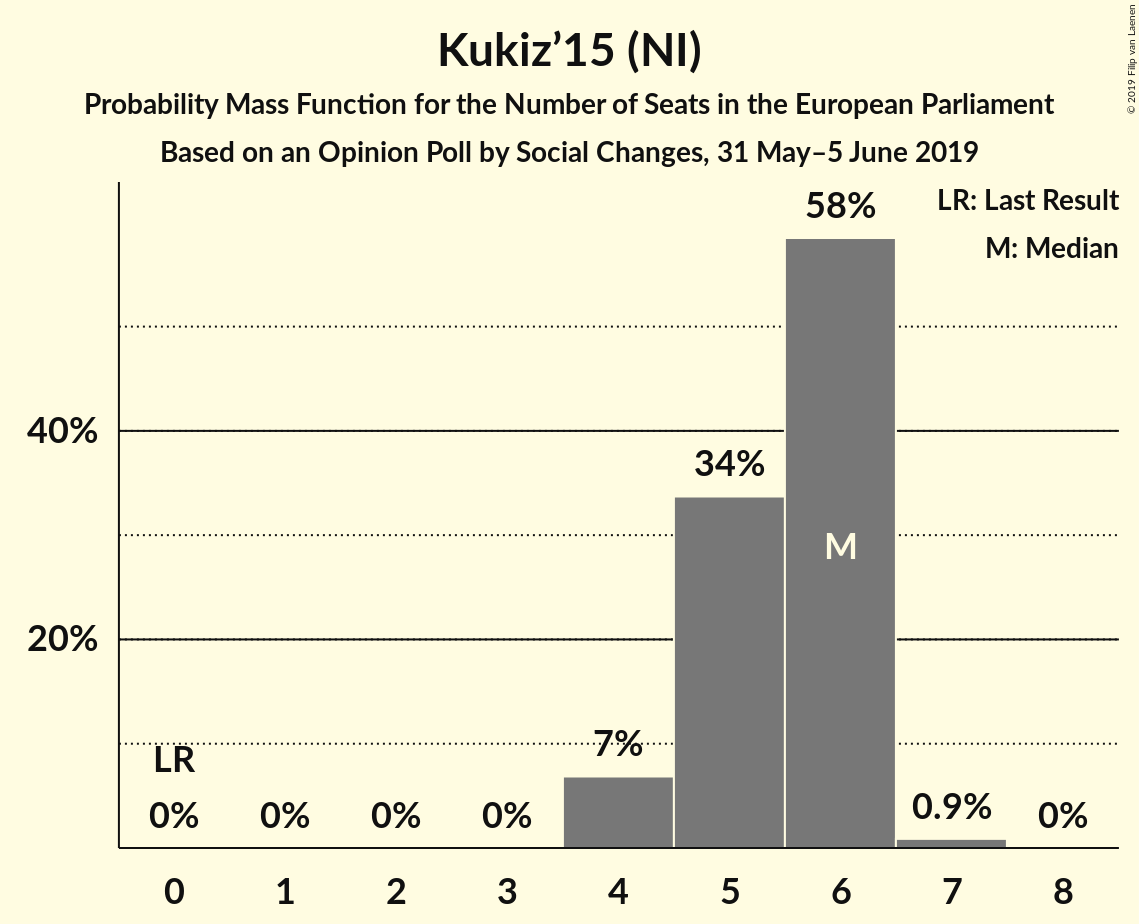 Kukiz’15 (NI)
Probability Mass Function for the Number of Seats in the European Parliament
Based on an Opinion Poll by Social Changes, 31 May–5 June 2019
© 2019 Filip van Laenen
LR: Last Result
M: Median
58%
40%
34%
M
20%
7%
LR
0% 0% 0% 0% 0.9% 0%
0 1 2 3 4 5 6 7 8